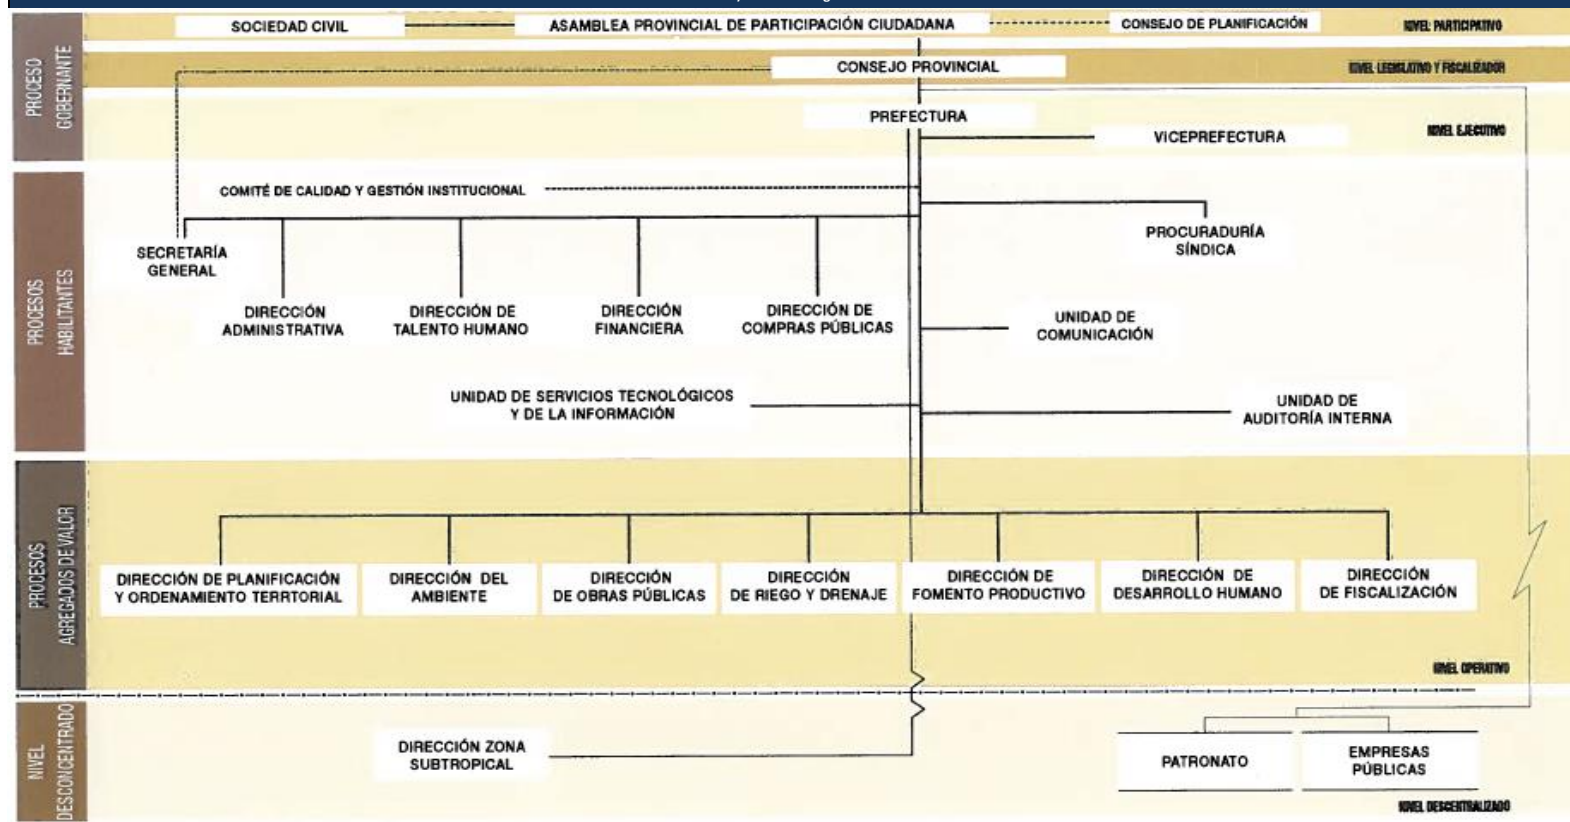 SOCIEDAD CIVIL
ASAMBLEA PROVINCIAL DE PARTICIPACIÓN CIUDADANA
CONSEJO DE PLANIFICACIÓN
NIVEL PARTICIPATIVO
PROCESO
GOBERNANTE
CONSEJO PROVINCIAL
NIVEL LEGISLATIVO Y FISCALIZADOR
PREFECTURA
VICEPREFECTURA
NIVEL EJECUTIVO
PROCESOS
HABILITANTES
COMITÉ DE CALIDAD Y GESTIÓN INSTITUCIONAL
SECRETARÍA
GENERAL
PROCURADURÍA
SÍNDICA
DIRECCIÓN
ADMINISTRATIVA
DIRECCIÓN DE
TALENTO HUMANO
DIRECCIÓN
FINANCIERA
DIRECCIÓN DE
COMPRAS PÚBLICAS
UNIDAD DE
COMUNICACIÓN
UNIDAD DE SERVICIOS TECNOLÓGICOS
Y DE LA INFORMACIÓN
UNIDAD DE
AUDITORÍA INTERNA
PROCESOS
AGREGADOS DE VALOR
DIRECCIÓN DE PLANIFICACIÓN
Y ORDENAMIENTO TERRTORIAL
DIRECCIÓN DEL
AMBIENTE
DIRECCIÓN
DE OBRAS PÚBLICAS
DIRECCIÓN
DE RIEGO Y DRENAJE
DIRECCIÓN DE
FOMENTO PRODUCTIVO
DIRECCIÓN DE
DESARROLLO HUMANO
DIRECCIÓN
DE FISCALIZACIÓN
NIVEL OPERATIVO
NIVEL
DESCONCENTRADO
DIRECCIÓN ZONA
SUBTROPICAL
PATRONATO
EMPRESAS
PÚBLICAS
NIVEL DESCENTRALIZADO